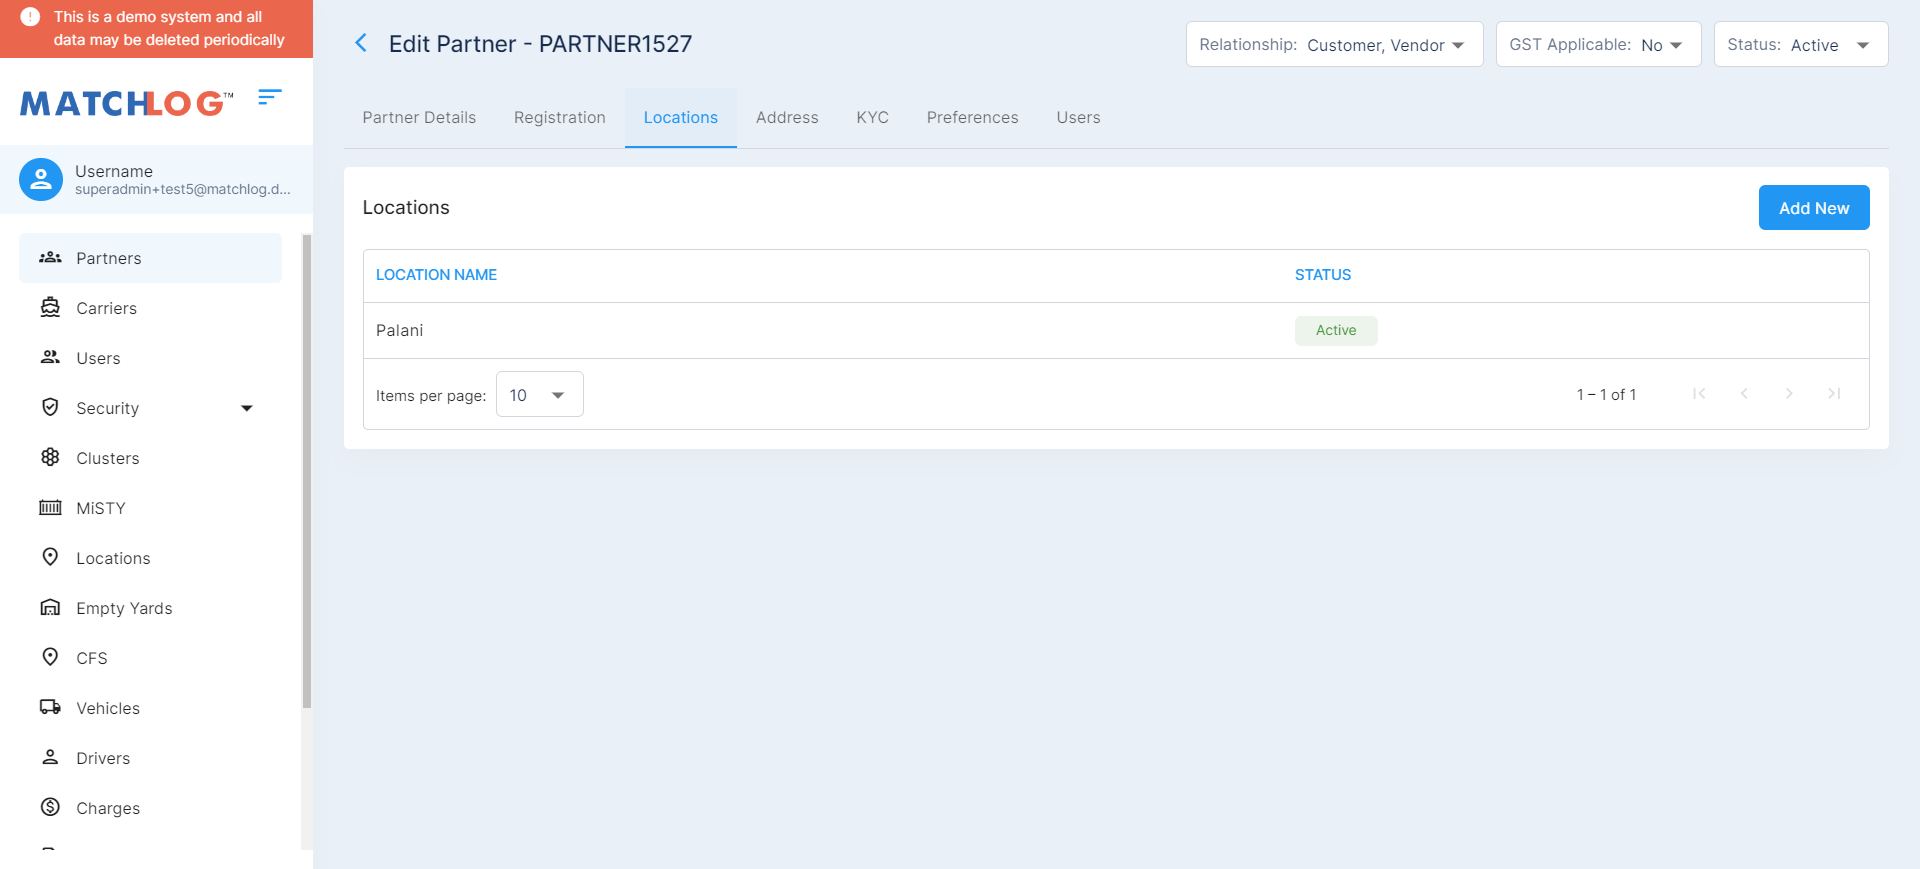 This is a demo system and all
data may be deleted periodically
MATCHLOG™
Username
superadmin+test5@matchlog.d...
Partners
Carriers
Users
Security
Clusters
MiSTY
Locations
Empty Yards
CFS
Vehicles
Drivers
Charges
Edit Partner - PARTNER1527
Relationship: Customer, Vendor
GST Applicable: No
Status: Active
Partner Details
Registration
Locations
Address
KYC
Preferences
Users
Locations
Add New
LOCATION NAME
STATUS
Palani
Active
Items per page: 10
1 – 1 of 1